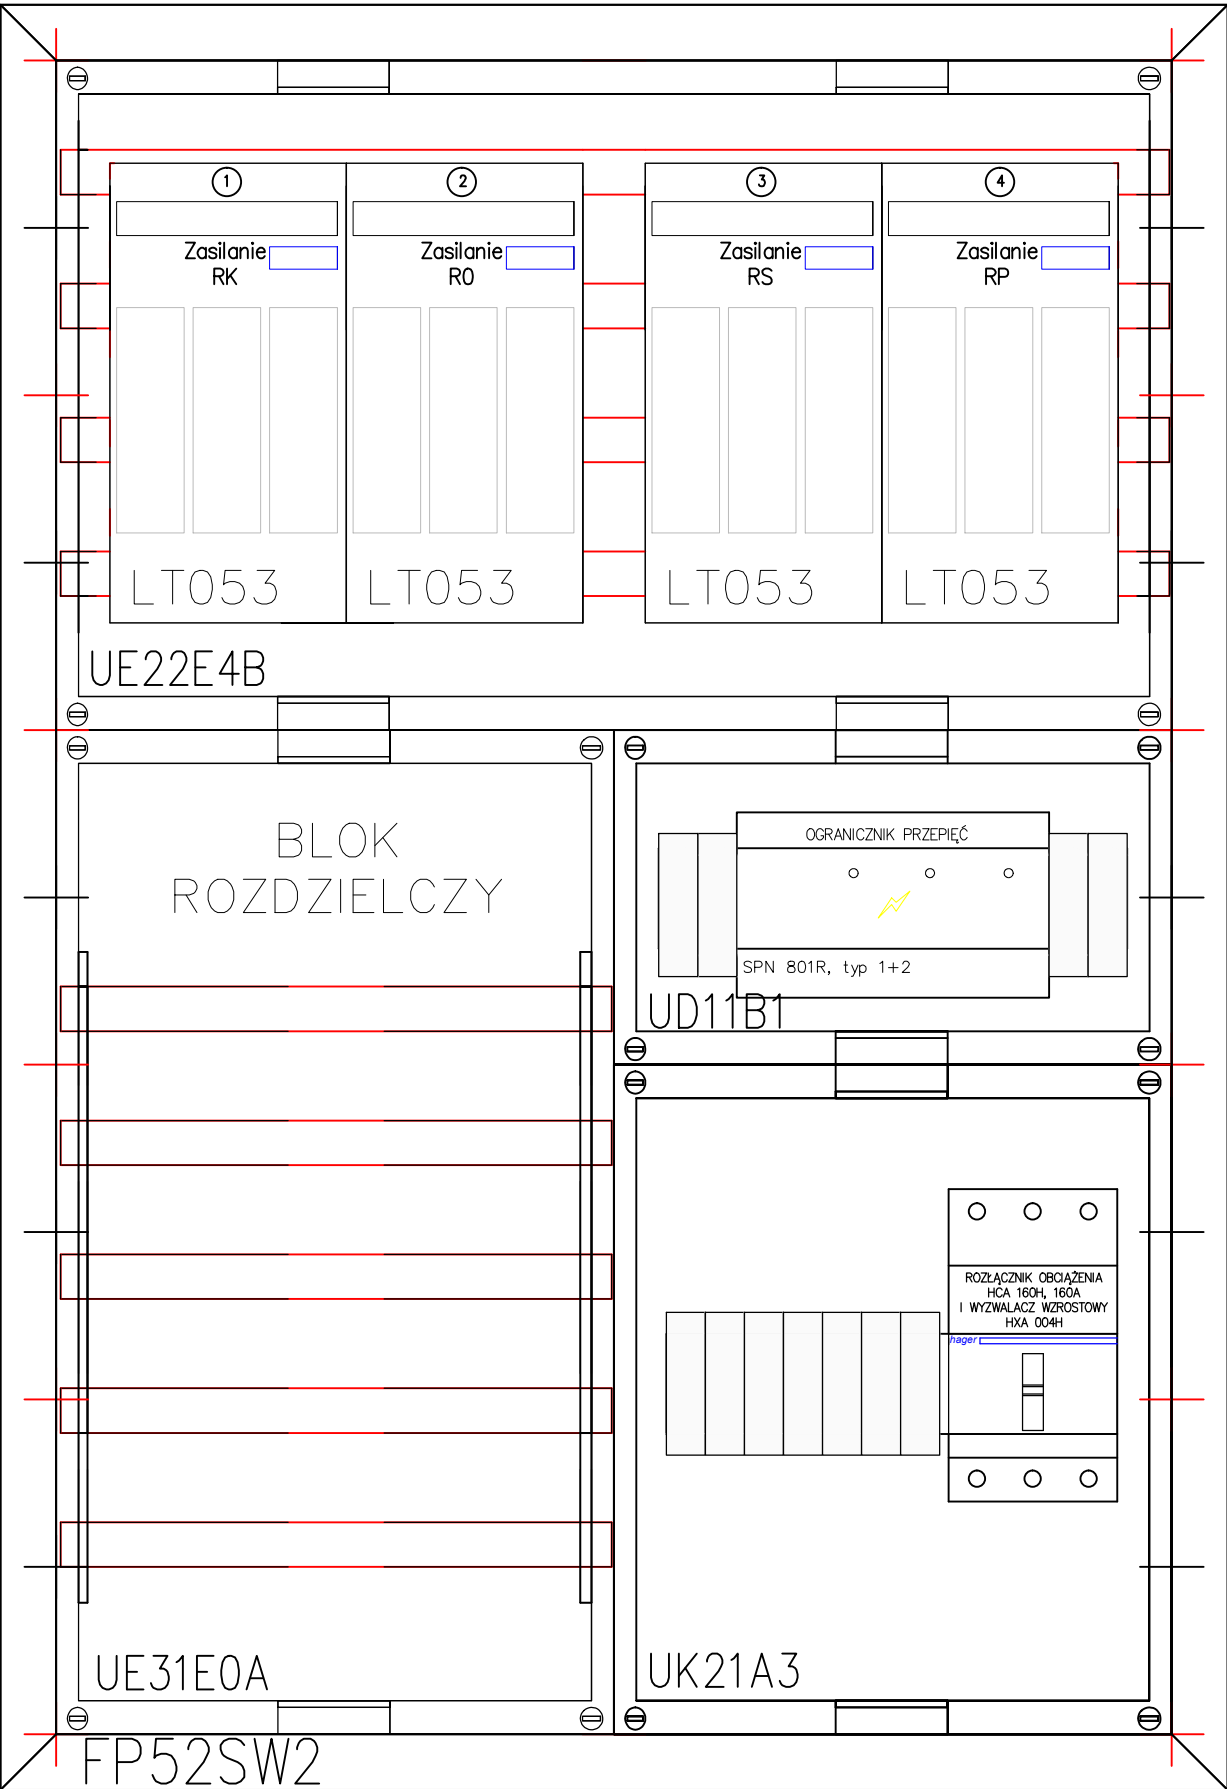 1
2
3
4
Zasilanie
RK
Zasilanie
RO
Zasilanie
RS
Zasilanie
RP
LT053
LT053
LT053
LT053
UE22E4B
BLOK
ROZDZIELCZY
OGRANICZNIK PRZEPIĘĆ
SPN 801R, typ 1+2
UD11B1
ROZŁĄCZNIK OBCIĄŻENIA
HCA 160H, 160A
I WYZWALACZ WZROSTOWY
HXA 004H
hager
UE31E0A
UK21A3
FP52SW2